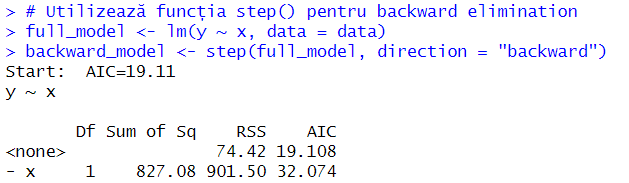 > # Utilizează funcția step() pentru backward elimination
> full_model <- lm(y ~ x, data = data)
> backward_model <- step(full_model, direction = "backward")
Start:  AIC=19.11
y ~ x

       Df Sum of Sq    RSS    AIC
<none>               74.42 19.108
- x     1    827.08 901.50 32.074